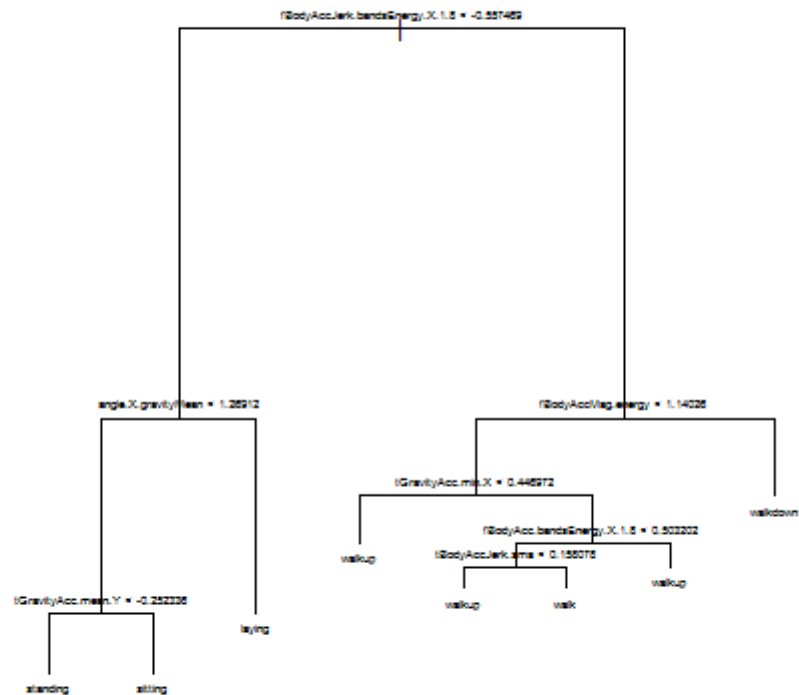 fBodyAccJerk.bandsEnergy.X.1.8 < -0.557469
angle.X.gravityMean < 1.26912
fBodyAccMag.energy < 1.14026
tGravityAcc.min.X < 0.446972
walkdown
fBodyAcc.bandsEnergy.X.1.8 < 0.503202
tBodyAccJerk.sma < 0.155076
walkup
walkup
tGravityAcc.mean.Y < -0.252336
walkup
walk
laying
standing
sitting